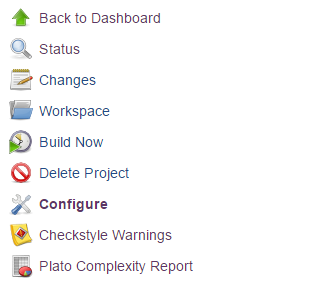 Back to Dashboard
Status
Changes
Workspace
Build Now
Delete Project
Configure
Checkstyle Warnings
Plato Complexity Report